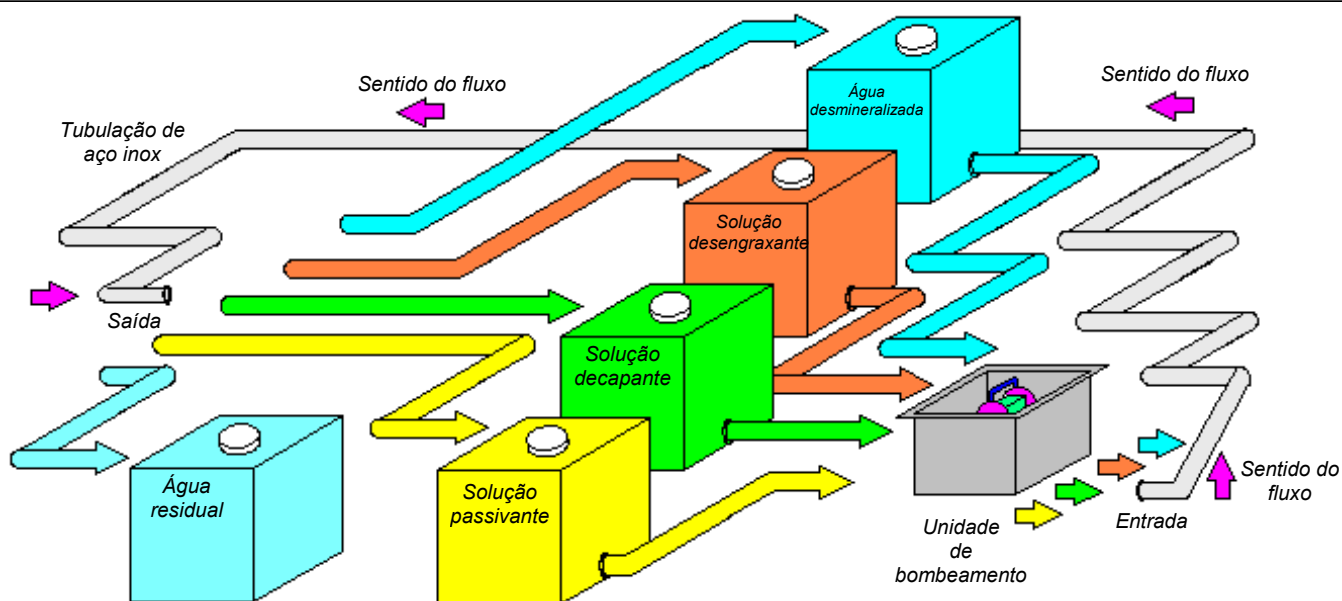 Sentido do fluxo
Sentido do fluxo
Tubulação de
aço inox
Água
desmineralizada
Solução
desengraxante
Saída
Solução
decapante
Água
residual
Solução
passivante
Unidade
de
bombeamento
Entrada
Sentido do
fluxo